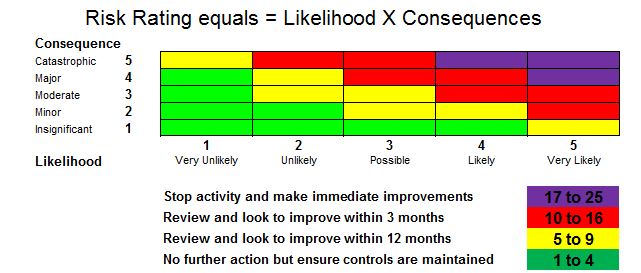 Risk Rating equals = Likelihood X Consequences
Consequence
Catastrophic 5
Major 4
Moderate 3
Minor 2
Insignificant 1
1 2 3 4 5
Likelihood Very Unlikely Unlikely Possible Likely Very Likely
Stop activity and make immediate improvements 17 to 25
Review and look to improve within 3 months 10 to 16
Review and look to improve within 12 months 5 to 9
No further action but ensure controls are maintained 1 to 4